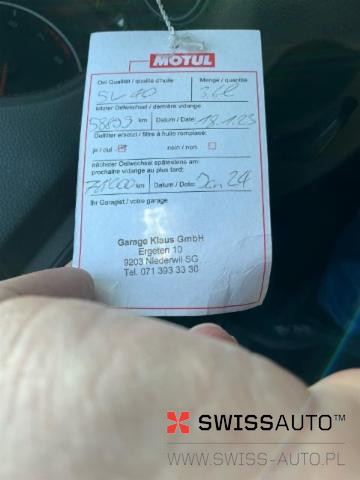 MOTUL
Oel Qualität / qualité d'huile Menge / quantité
5W40 3.6l
letzter Oelwechsel / dernière vidange
58853 km Datum / Date: 18.1.23
Oelfilter ersetzt / filtre à huile remplacé:
ja / oui nein / non
nächster Oelwechsel spätestens am:
prochaine vidange au plus tard:
78000 km Datum / Date: Jan 24
Ihr Garagist / votre garage
Garage Klaus GmbH
Ergeten 10
9203 Niederwil SG
Tel. 071 393 33 30
SWISSAUTO™
WWW.SWISS-AUTO.PL